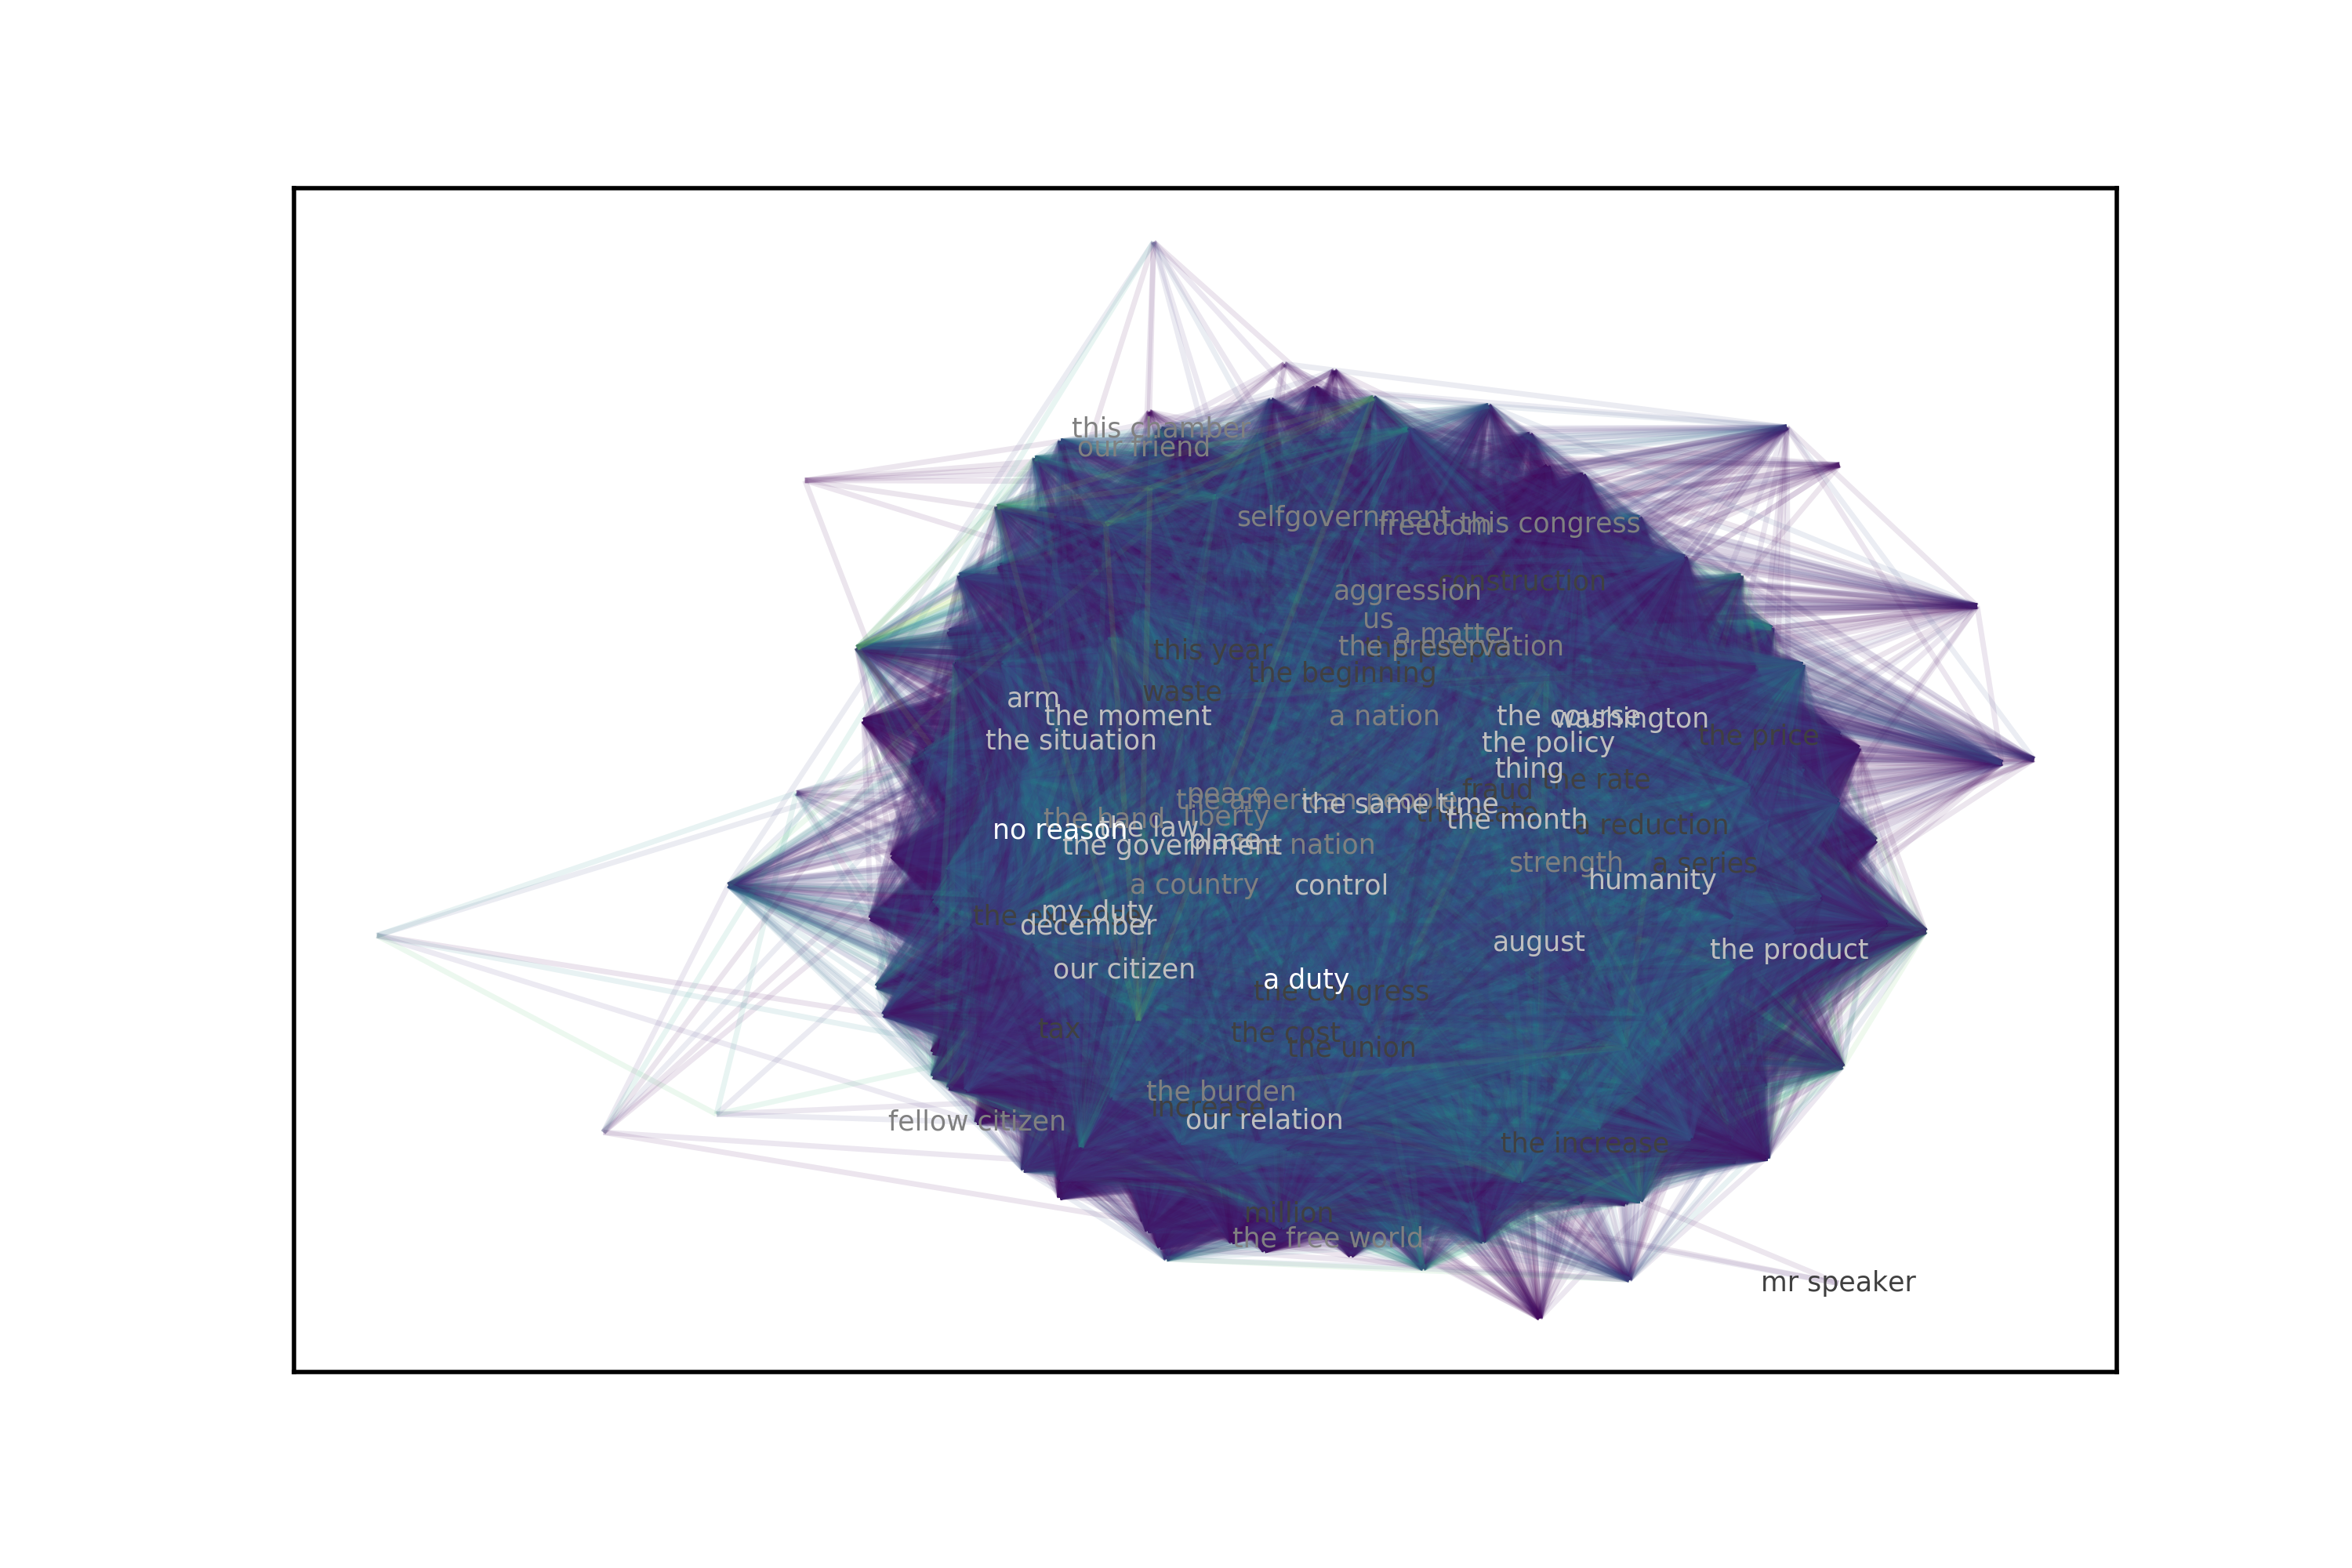 this chamber
our friend
selfgovernment
freedom
this congress
construction
aggression
us
a matter
the preservation
this year
the beginning
waste
arm
the moment
a nation
the course
washington
the situation
the policy
the price
thing
the rate
fraud
peace
the american people
the same time
the hand
liberty
the month
no reason
the law
a reduction
place
the government
nation
strength
a series
humanity
a country
control
my duty
december
august
the product
our citizen
a duty
the congress
tax
the cost
the union
the burden
increase
fellow citizen
our relation
the increase
million
the free world
mr speaker